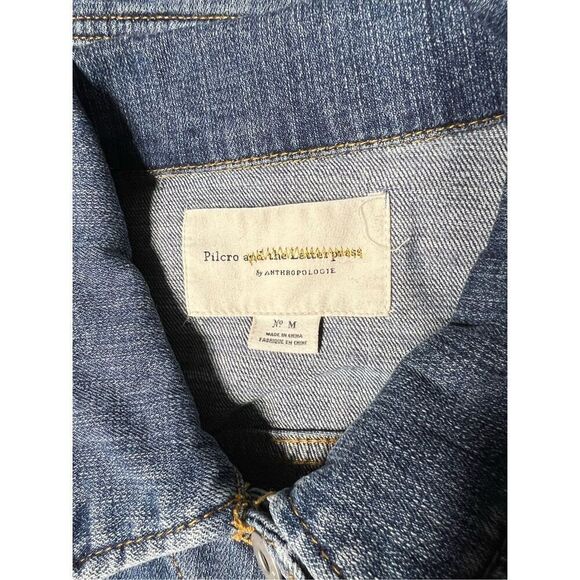 Pilcro and the Letterpress
by ANTHROPOLOGIE
Nº M
MADE IN CHINA
FABRIQUÉ EN CHINE